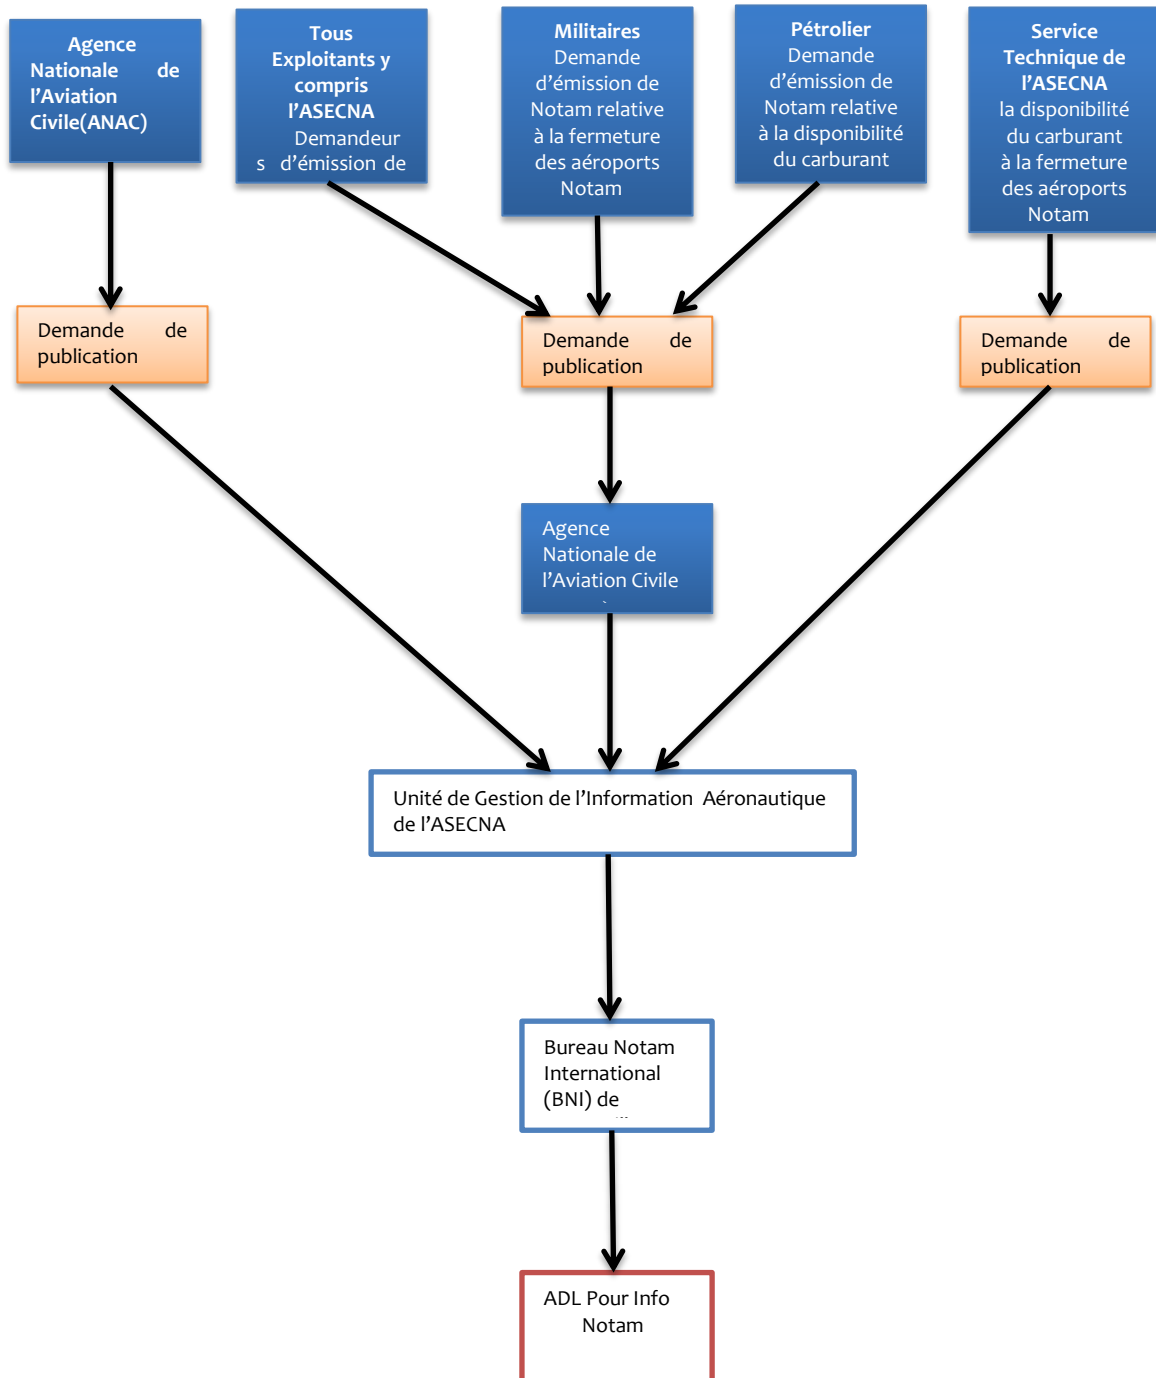 Agence
Nationale de
l’Aviation
Civile(ANAC)
Tous
Exploitants y
compris
l’ASECNA
Demandeur
s d’émission de
Militaires
Demande
d’émission de
Notam relative
à la fermeture
des aéroports
Notam
Pétrolier
Demande
d’émission de
Notam relative
à la disponibilité
du carburant
Service
Technique de
l’ASECNA
la disponibilité
du carburant
à la fermeture
des aéroports
Notam
Demande de
publication
Demande de
publication
Demande de
publication
Agence
Nationale de
l’Aviation Civile
Unité de Gestion de l’Information Aéronautique
de l’ASECNA
Bureau Notam
International
(BNI) de
ADL Pour Info
Notam